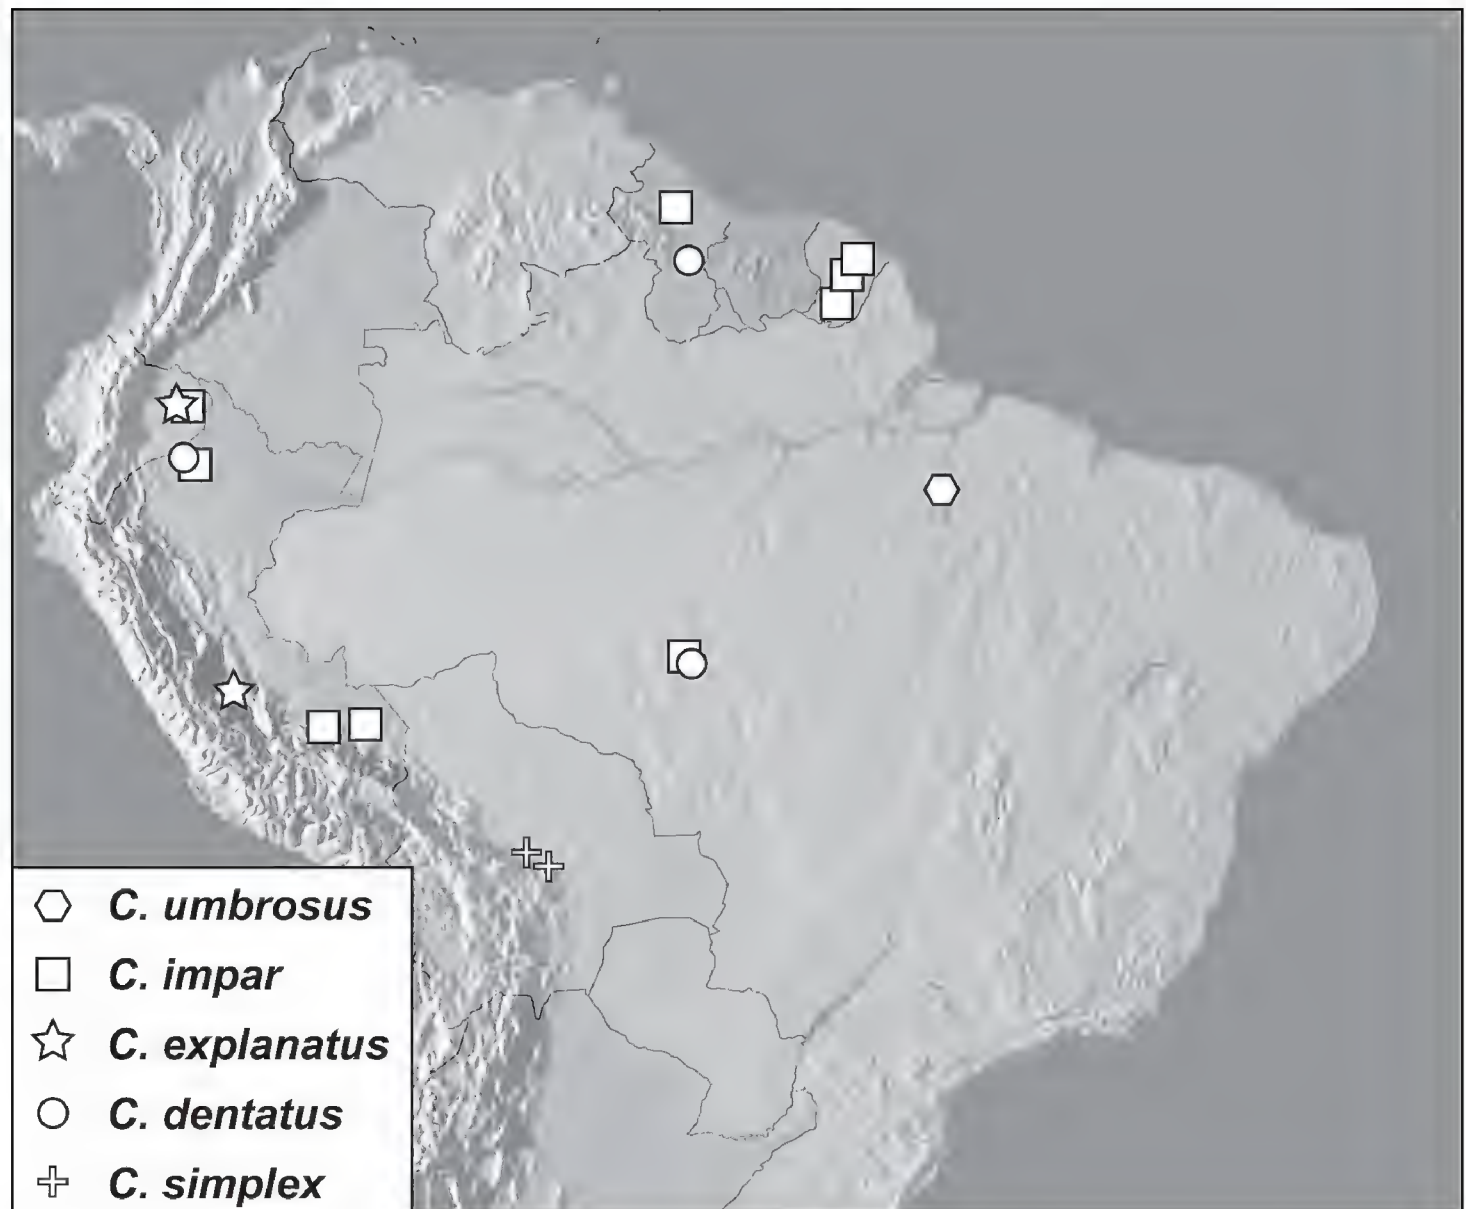 C. umbrosus
C. impar
C. explanatus
C. dentatus
C. simplex